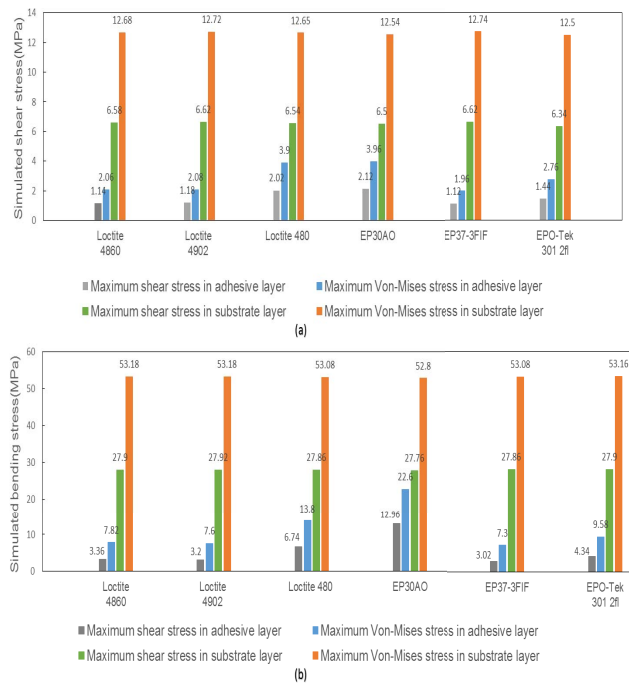 Simulated shear stress(MPa)
14
12
10
8
6
4
2
0
1.14
2.06
6.58
12.68
1.18
2.08
6.62
12.72
2.02
3.9
6.54
12.65
2.12
3.96
6.5
12.54
1.12
1.96
6.62
12.74
1.44
2.76
6.34
12.5
Loctite
4860
Loctite
4902
Loctite 480
EP30AO
EP37-3FIF
EPO-Tek
301 2fl
Maximum shear stress in adhesive layer
Maximum Von-Mises stress in adhesive layer
Maximum shear stress in substrate layer
Maximum Von-Mises stress in substrate layer
(a)
Simulated bending stress(MPa)
60
50
40
30
20
10
0
3.36
7.82
27.9
53.18
3.2
7.6
27.92
53.18
6.74
13.8
27.86
53.08
12.96
22.6
27.76
52.8
3.02
7.3
27.86
53.08
4.34
9.58
27.9
53.16
Loctite
4860
Loctite
4902
Loctite 480
EP30AO
EP37-3FIF
EPO-Tek
301 2fl
Maximum shear stress in adhesive layer
Maximum Von-Mises stress in adhesive layer
Maximum shear stress in substrate layer
Maximum Von-Mises stress in substrate layer
(b)